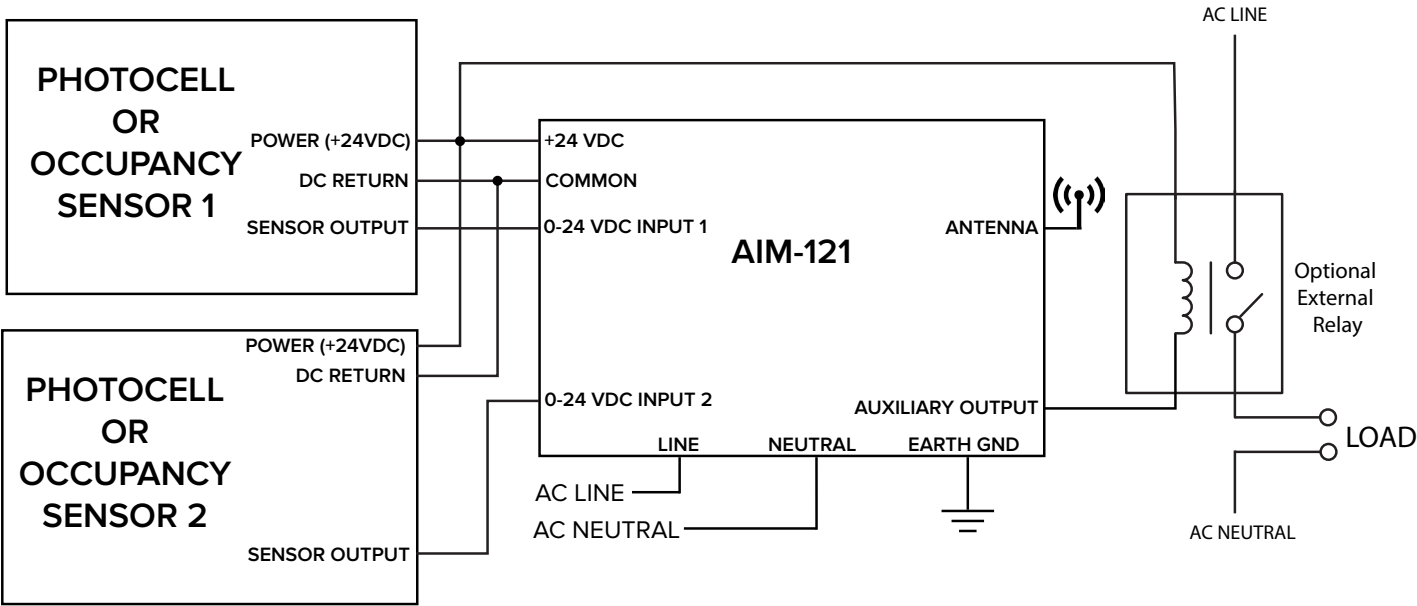 AC LINE
PHOTOCELL
OR
OCCUPANCY
SENSOR 1
POWER (+24VDC)
DC RETURN
SENSOR OUTPUT
+24 VDC
COMMON
0-24 VDC INPUT 1
AIM-121
ANTENNA
Optional
External
Relay
PHOTOCELL
OR
OCCUPANCY
SENSOR 2
POWER (+24VDC)
DC RETURN
SENSOR OUTPUT
0-24 VDC INPUT 2
AUXILIARY OUTPUT
LINE
NEUTRAL
EARTH GND
AC LINE
AC NEUTRAL
LOAD
AC NEUTRAL